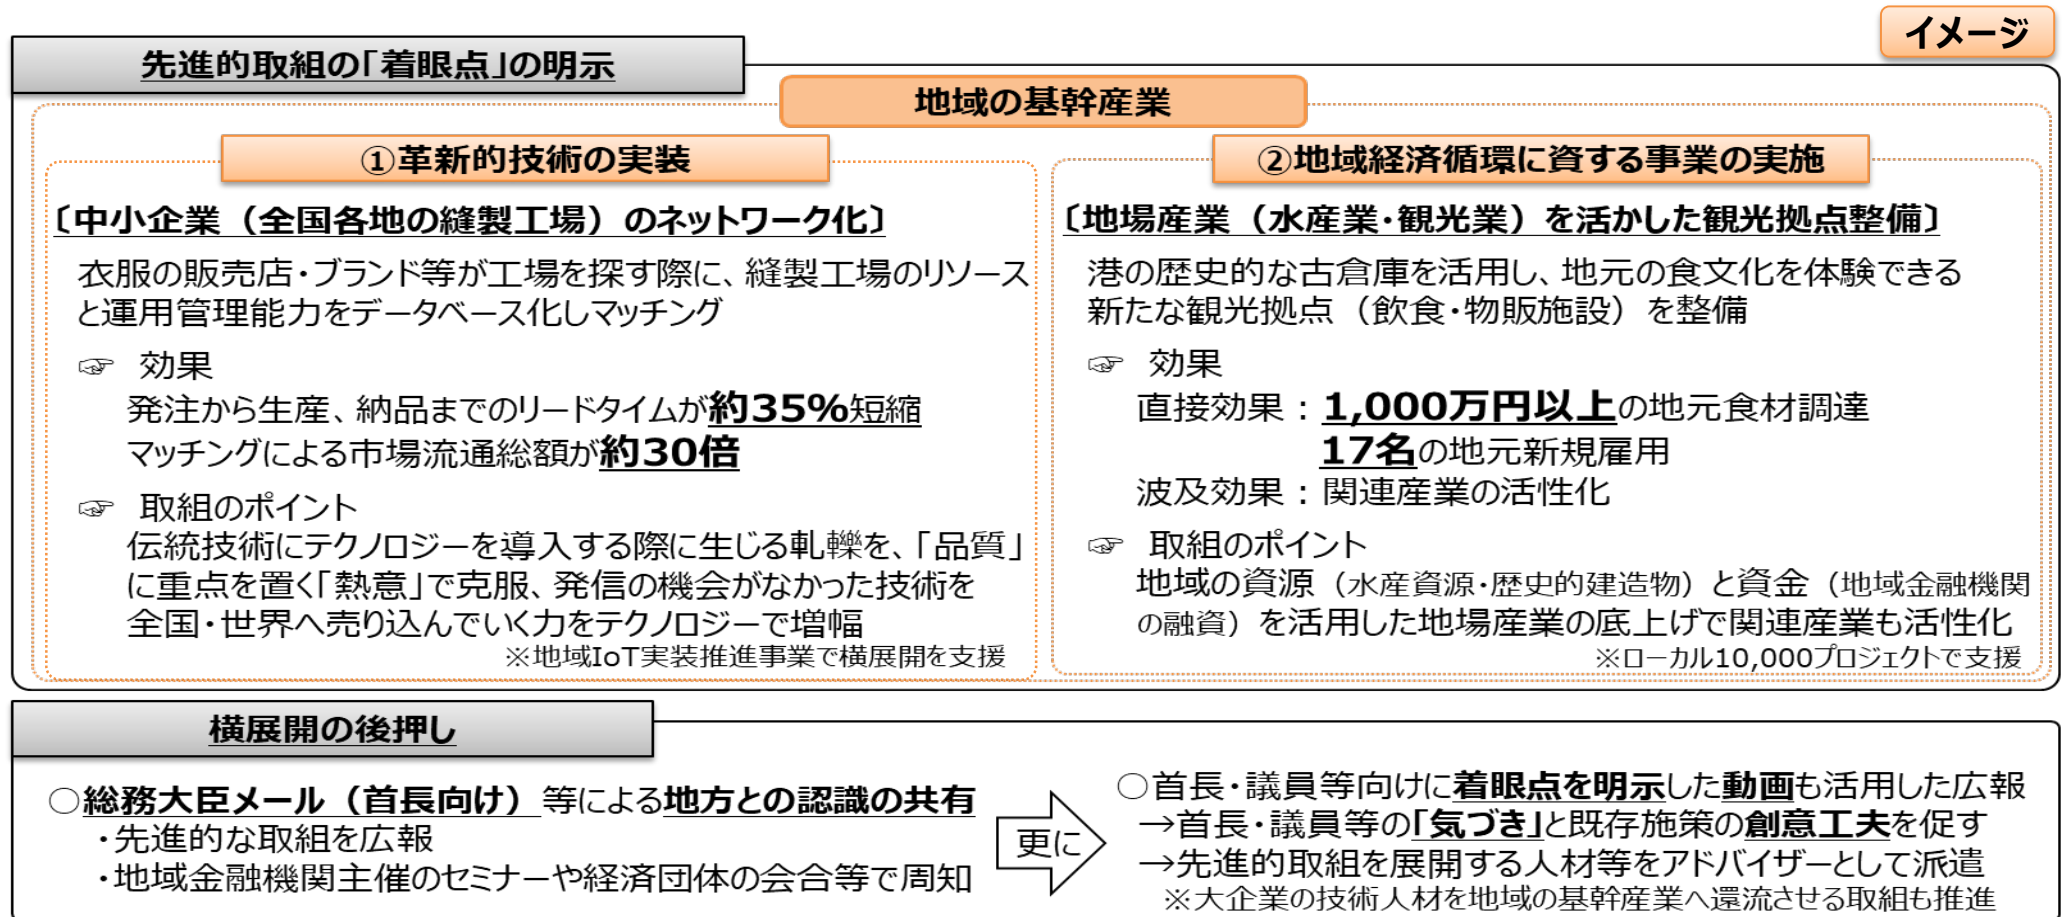 イメージ
先進的取組の「着眼点」の明示
地域の基幹産業
①革新的技術の実装
〔中小企業（全国各地の縫製工場）のネットワーク化〕
衣服の販売店・ブランド等が工場を探す際に、縫製工場のリソース
と運用管理能力をデータベース化しマッチング
☞ 効果
発注から生産、納品までのリードタイムが約35%短縮
マッチングによる市場流通総額が約30倍
☞ 取組のポイント
伝統技術にテクノロジーを導入する際に生じる軋轢を、「品質」
に重点を置く「熱意」で克服、発信の機会がなかった技術を
全国・世界へ売り込んでいく力をテクノロジーで増幅
※地域IoT実装推進事業で横展開を支援
②地域経済循環に資する事業の実施
〔地場産業（水産業・観光業）を活かした観光拠点整備〕
港の歴史的な古倉庫を活用し、地元の食文化を体験できる
新たな観光拠点（飲食・物販施設）を整備
☞ 効果
直接効果：1,000万円以上の地元食材調達
17名の地元新規雇用
波及効果：関連産業の活性化
☞ 取組のポイント
地域の資源（水産資源・歴史的建造物）と資金（地域金融機関
の融資）を活用した地場産業の底上げで関連産業も活性化
※ローカル10,000プロジェクトで支援
横展開の後押し
○総務大臣メール（首長向け）等による地方との認識の共有
・先進的な取組を広報
・地域金融機関主催のセミナーや経済団体の会合等で周知
更に
○首長・議員等向けに着眼点を明示した動画も活用した広報
→首長・議員等の「気づき」と既存施策の創意工夫を促す
→先進的取組を展開する人材等をアドバイザーとして派遣
※大企業の技術人材を地域の基幹産業へ還流させる取組も推進